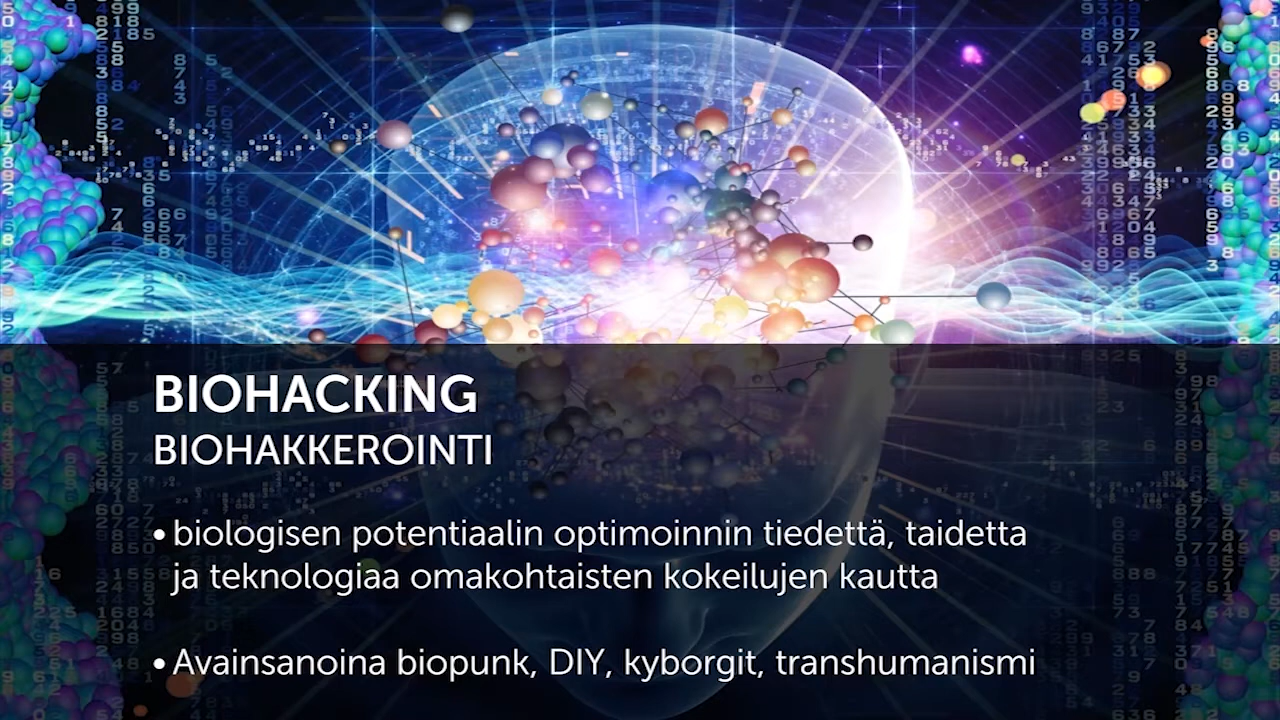 BIOHACKING
BIOHAKKEROINTI
• biologisen potentiaalin optimoinnin tiedettä, taidetta
ja teknologiaa omakohtaisten kokeilujen kautta
• Avainsanoina biopunk, DIY, kyborgit, transhumanismi